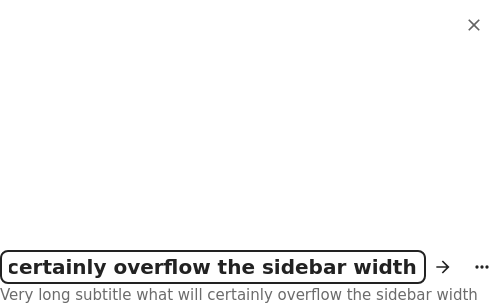 certainly overflow the sidebar width
Very long subtitle what will certainly overflow the sidebar width